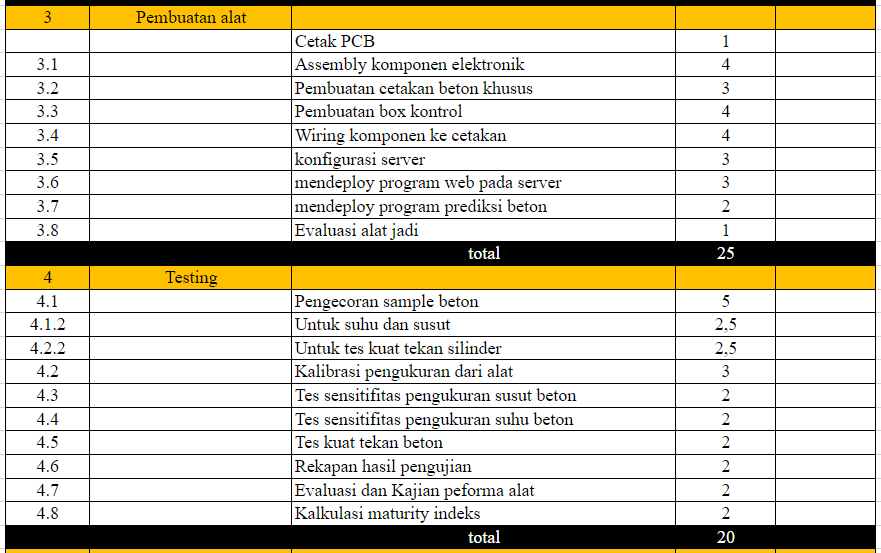 3 Pembuatan alat
Cetak PCB 1
3.1 Assembly komponen elektronik 4
3.2 Pembuatan cetakan beton khusus 3
3.3 Pembuatan box kontrol 4
3.4 Wiring komponen ke cetakan 4
3.5 konfigurasi server 3
3.6 mendeploy program web pada server 3
3.7 mendeploy program prediksi beton 2
3.8 Evaluasi alat jadi 1
total 25
4 Testing
4.1 Pengecoran sample beton 5
4.1.2 Untuk suhu dan susut 2,5
4.2.2 Untuk tes kuat tekan silinder 2,5
4.2 Kalibrasi pengukuran dari alat 3
4.3 Tes sensitifitas pengukuran susut beton 2
4.4 Tes sensitifitas pengukuran suhu beton 2
4.5 Tes kuat tekan beton 2
4.6 Rekapan hasil pengujian 2
4.7 Evaluasi dan Kajian peforma alat 2
4.8 Kalkulasi maturity indeks 2
total 20